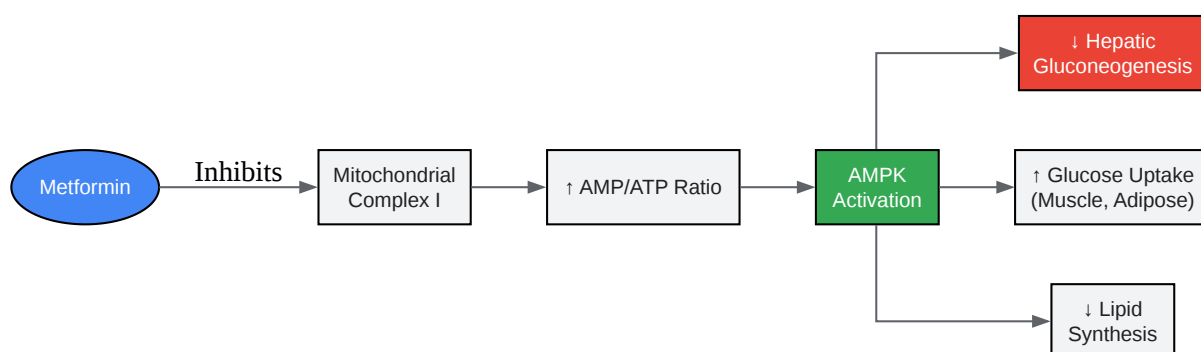 Metformin
Inhibits
Mitochondrial
Complex I
↑ AMP/ATP Ratio
AMPK
Activation
↓ Hepatic
Gluconeogenesis
↑ Glucose Uptake
(Muscle, Adipose)
↓ Lipid
Synthesis